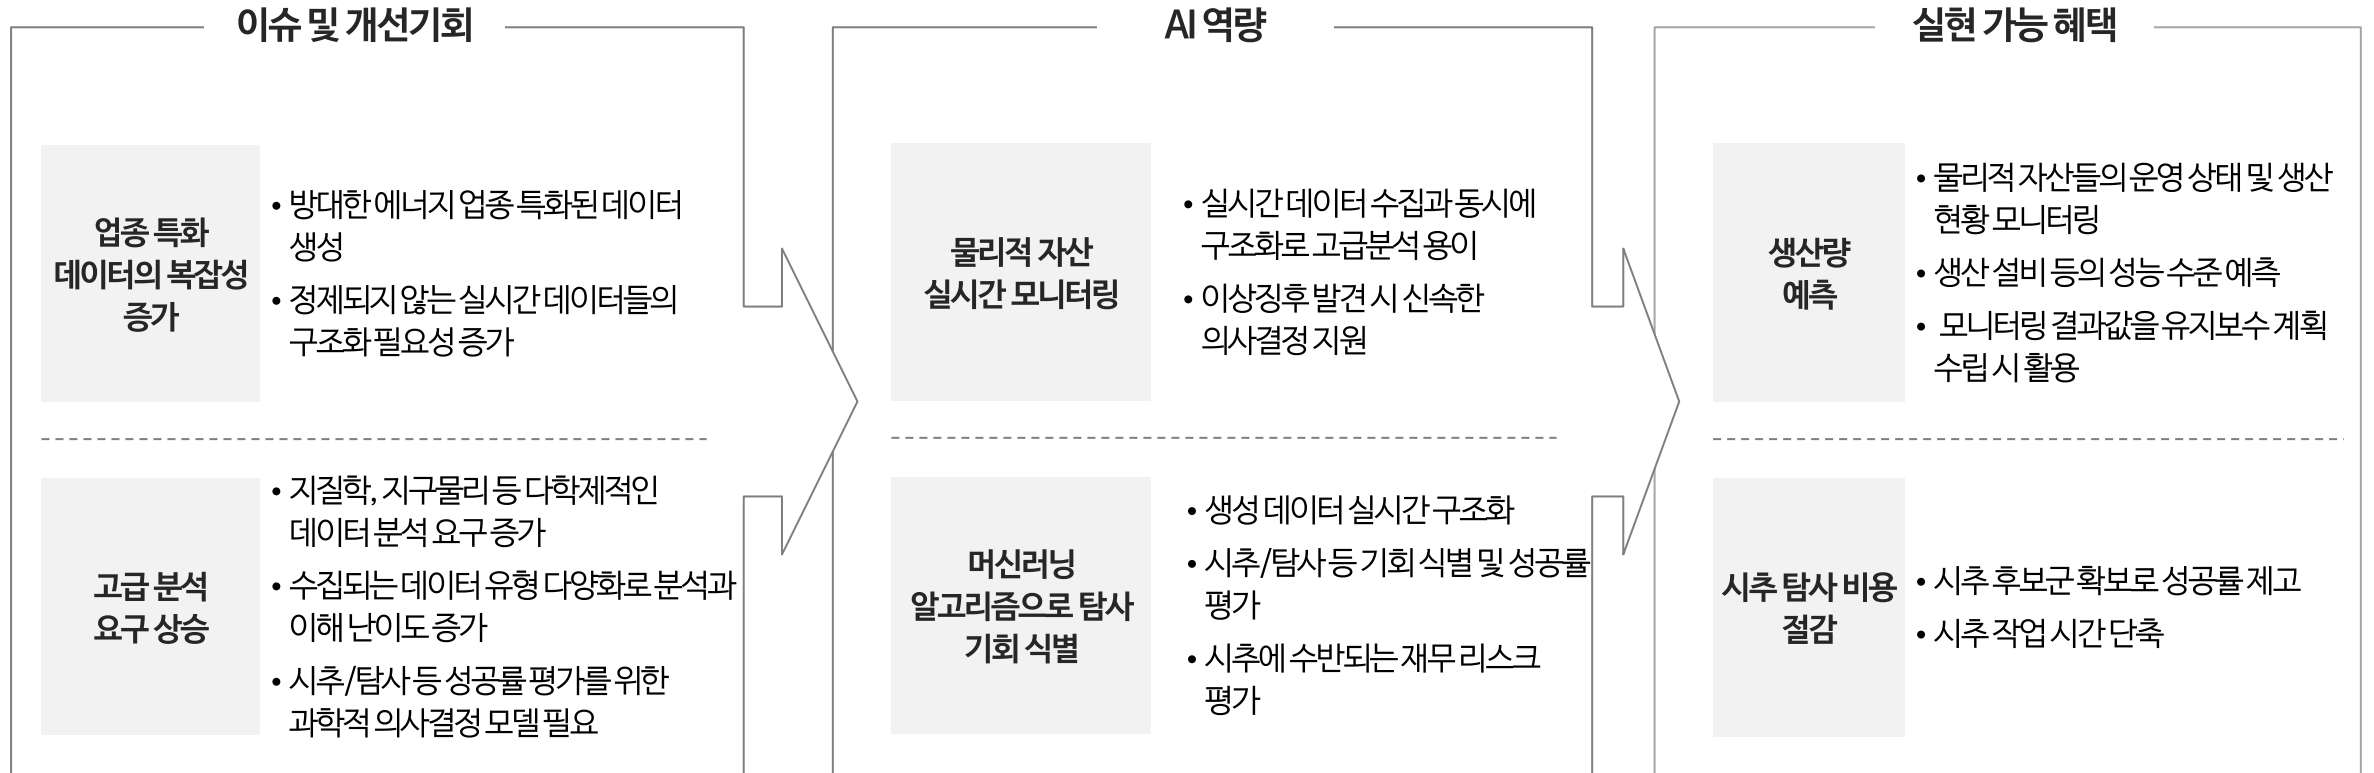 이슈 및 개선기회
업종 특화
데이터의 복잡성
증가
• 방대한 에너지 업종 특화된 데이터
생성
• 정제되지 않는 실시간 데이터들의
구조화 필요성 증가
고급 분석
요구 상승
• 지질학, 지구물리 등 다학제적인
데이터 분석 요구 증가
• 수집되는 데이터 유형 다양화로 분석과
이해 난이도 증가
• 시추/탐사 등 성공률 평가를 위한
과학적 의사결정 모델 필요
AI 역량
물리적 자산
실시간 모니터링
• 실시간 데이터 수집과 동시에
구조화로 고급분석 용이
• 이상징후 발견 시 신속한
의사결정 지원
머신러닝
알고리즘으로 탐사
기회 식별
• 생성 데이터 실시간 구조화
• 시추/탐사 등 기회 식별 및 성공률
평가
• 시추에 수반되는 재무 리스크
평가
실현 가능 혜택
생산량
예측
• 물리적 자산들의 운영 상태 및 생산
현황 모니터링
• 생산 설비 등의 성능 수준 예측
• 모니터링 결과값을 유지보수 계획
수립 시 활용
시추 탐사 비용
절감
• 시추 후보군 확보로 성공률 제고
• 시추 작업 시간 단축